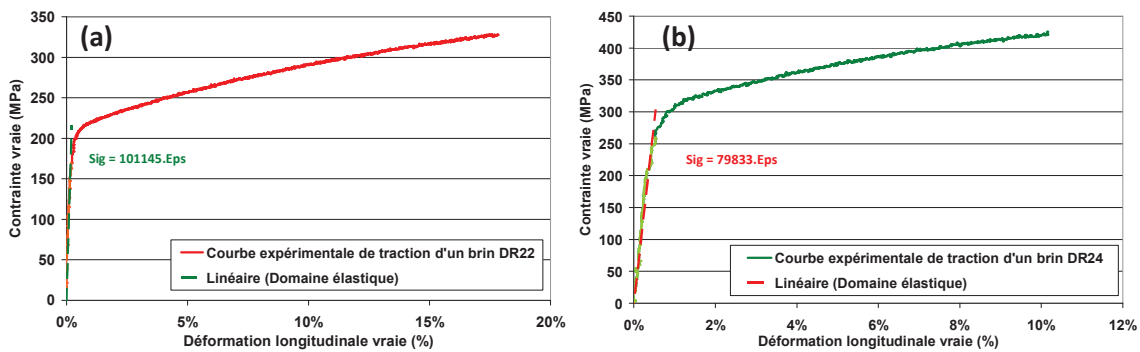 (a)
Contrainte vraie (MPa)
350
300
250
200
150
100
50
0
Sig = 101145.Eps
Courbe expérimentale de traction d'un brin DR22
Linéaire (Domaine élastique)
0% 5% 10% 15% 20%
Déformation longitudinale vraie (%)
(b)
Contrainte vraie (MPa)
450
400
350
300
250
200
150
100
50
0
Sig = 79833.Eps
Courbe expérimentale de traction d'un brin DR24
Linéaire (Domaine élastique)
0% 2% 4% 6% 8% 10% 12%
Déformation longitudinale vraie (%)